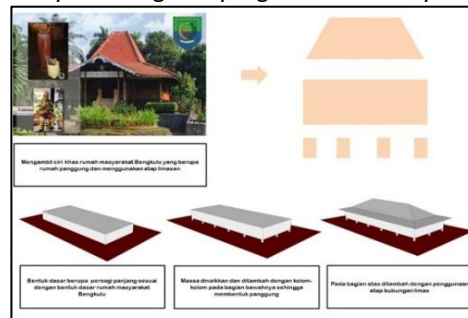 Mengambil ciri khas rumah masyarakat Bengkulu yang berupa
rumah panggung dan menggunakan atap limasan
Bentuk dasar berupa persegi panjang sesuai
dengan bentuk dasar rumah masyarakat
Bengkulu
Massa dinaikkan dan ditambah dengan kolom-
kolom pada bagian bawahnya sehingga
membentuk panggung
Pada bagian atas ditambah dengan penggunaan
atap bubungan limas